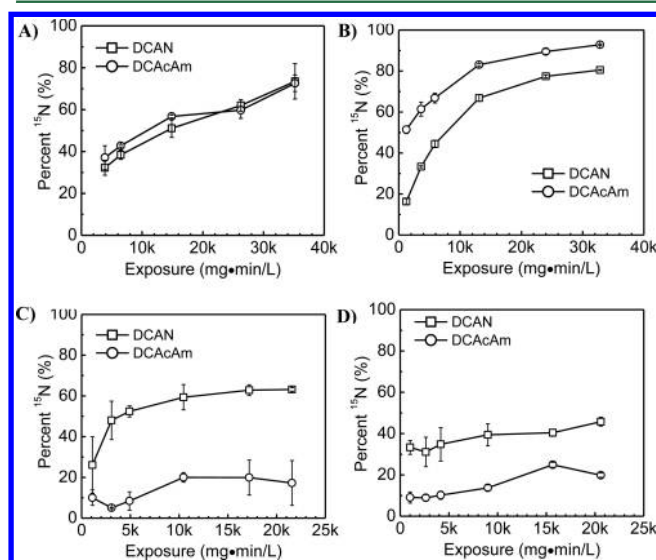 A)
DCAN
DCAcAm
Percent ¹⁵N (%)
100
80
60
40
20
0
0 10k 20k 30k 40k
Exposure (mg•min/L)
B)
DCAN
DCAcAm
Percent ¹⁵N (%)
100
80
60
40
20
0
0 10k 20k 30k 40k
Exposure (mg•min/L)
C)
DCAN
DCAcAm
Percent ¹⁵N (%)
80
60
40
20
0
0 5k 10k 15k 20k 25k
Exposure (mg•min/L)
D)
DCAN
DCAcAm
Percent ¹⁵N (%)
100
80
60
40
20
0
0 5k 10k 15k 20k 25k
Exposure (mg•min/L)